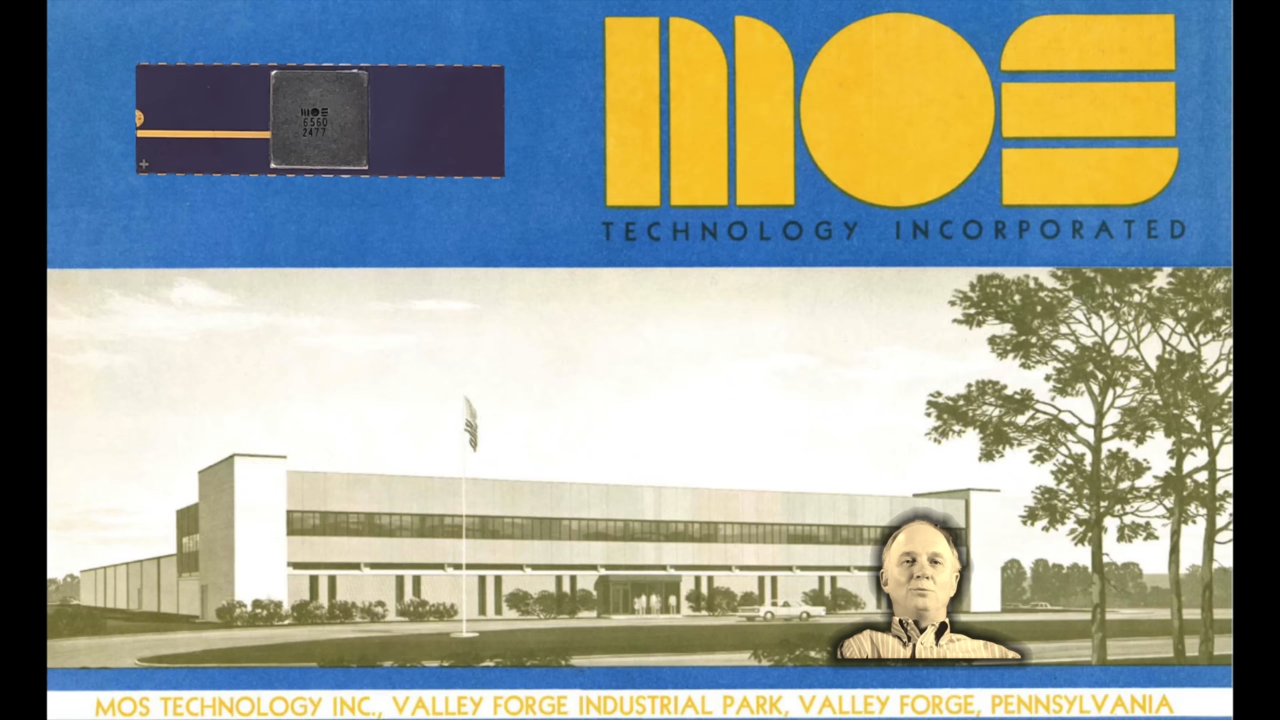 MOS
6560
2477
MOS
TECHNOLOGY INCORPORATED
MOS TECHNOLOGY INC., VALLEY FORGE INDUSTRIAL PARK, VALLEY FORGE, PENNSYLVANIA